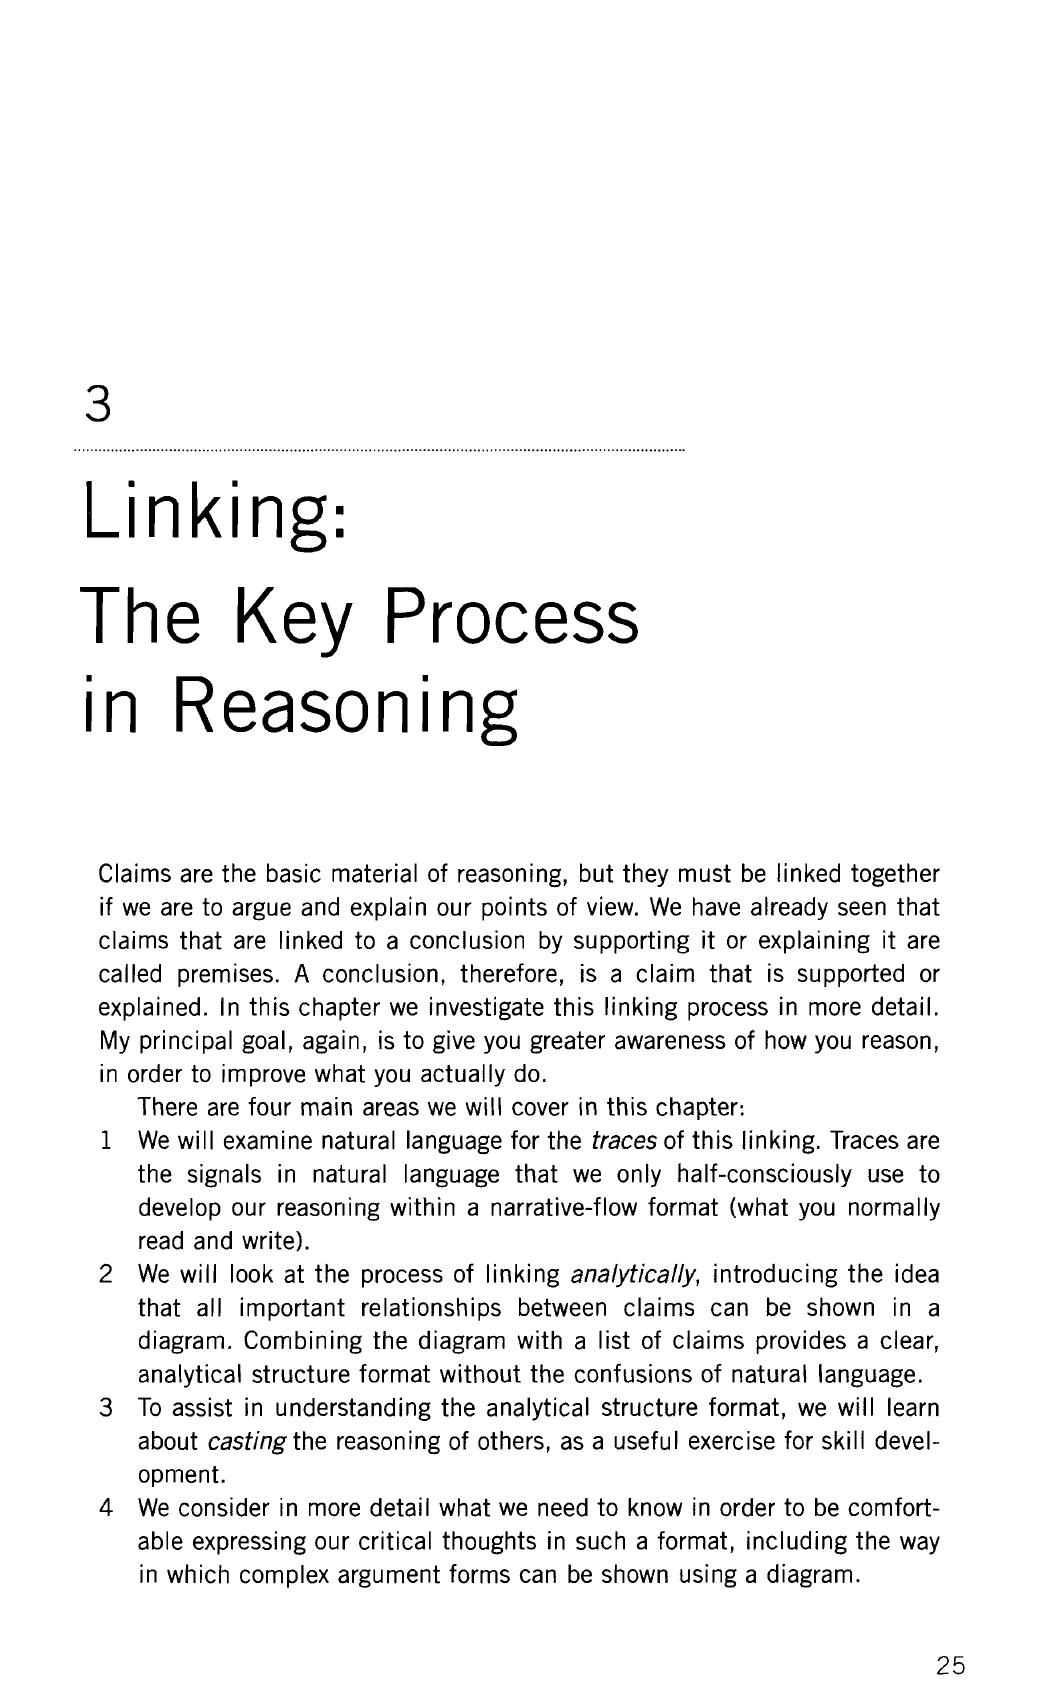 3
Linking:
The Key Process
in Reasoning
Claims are the basic material of reasoning, but they must be linked together
if we are to argue and explain our points of view. We have already seen that
claims that are linked to a conclusion by supporting it or explaining it are
called premises. A conclusion, therefore, is a claim that is supported or
explained. In this chapter we investigate this linking process in more detail.
My principal goal, again, is to give you greater awareness of how you reason,
in order to improve what you actually do.
There are four main areas we will cover in this chapter:
1 We will examine natural language for the traces of this linking. Traces are
the signals in natural language that we only half-consciously use to
develop our reasoning within a narrative-flow format (what you normally
read and write).
2 We will look at the process of linking analytically, introducing the idea
that all important relationships between claims can be shown in a
diagram. Combining the diagram with a list of claims provides a clear,
analytical structure format without the confusions of natural language.
3 To assist in understanding the analytical structure format, we will learn
about casting the reasoning of others, as a useful exercise for skill devel-
opment.
4 We consider in more detail what we need to know in order to be comfort-
able expressing our critical thoughts in such a format, including the way
in which complex argument forms can be shown using a diagram.
25